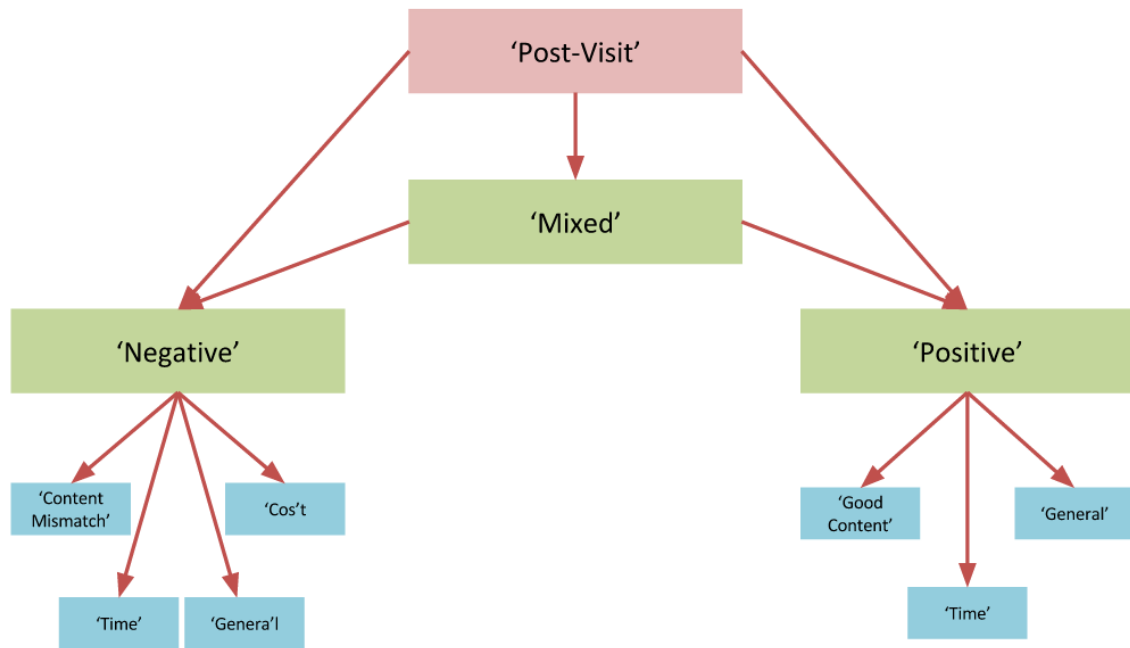 ‘Post-Visit’
‘Mixed’
‘Negative’
‘Positive’
‘Content
Mismatch’
‘Cos’t
‘Good
Content’
‘General’
‘Time’
‘Genera’l
‘Time’